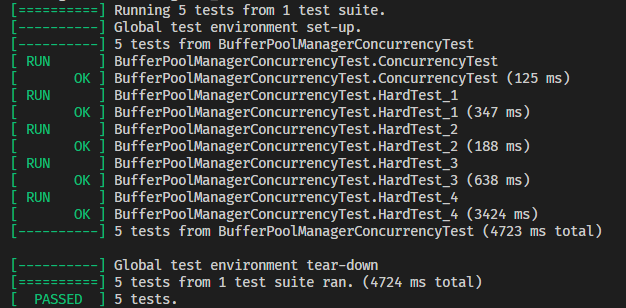 [==========] Running 5 tests from 1 test suite.
[----------] Global test environment set-up.
[----------] 5 tests from BufferPoolManagerConcurrencyTest
[ RUN      ] BufferPoolManagerConcurrencyTest.ConcurrencyTest
[       OK ] BufferPoolManagerConcurrencyTest.ConcurrencyTest (125 ms)
[ RUN      ] BufferPoolManagerConcurrencyTest.HardTest_1
[       OK ] BufferPoolManagerConcurrencyTest.HardTest_1 (347 ms)
[ RUN      ] BufferPoolManagerConcurrencyTest.HardTest_2
[       OK ] BufferPoolManagerConcurrencyTest.HardTest_2 (188 ms)
[ RUN      ] BufferPoolManagerConcurrencyTest.HardTest_3
[       OK ] BufferPoolManagerConcurrencyTest.HardTest_3 (638 ms)
[ RUN      ] BufferPoolManagerConcurrencyTest.HardTest_4
[       OK ] BufferPoolManagerConcurrencyTest.HardTest_4 (3424 ms)
[----------] 5 tests from BufferPoolManagerConcurrencyTest (4723 ms total)
[----------] Global test environment tear-down
[==========] 5 tests from 1 test suite ran. (4724 ms total)
[  PASSED  ] 5 tests.